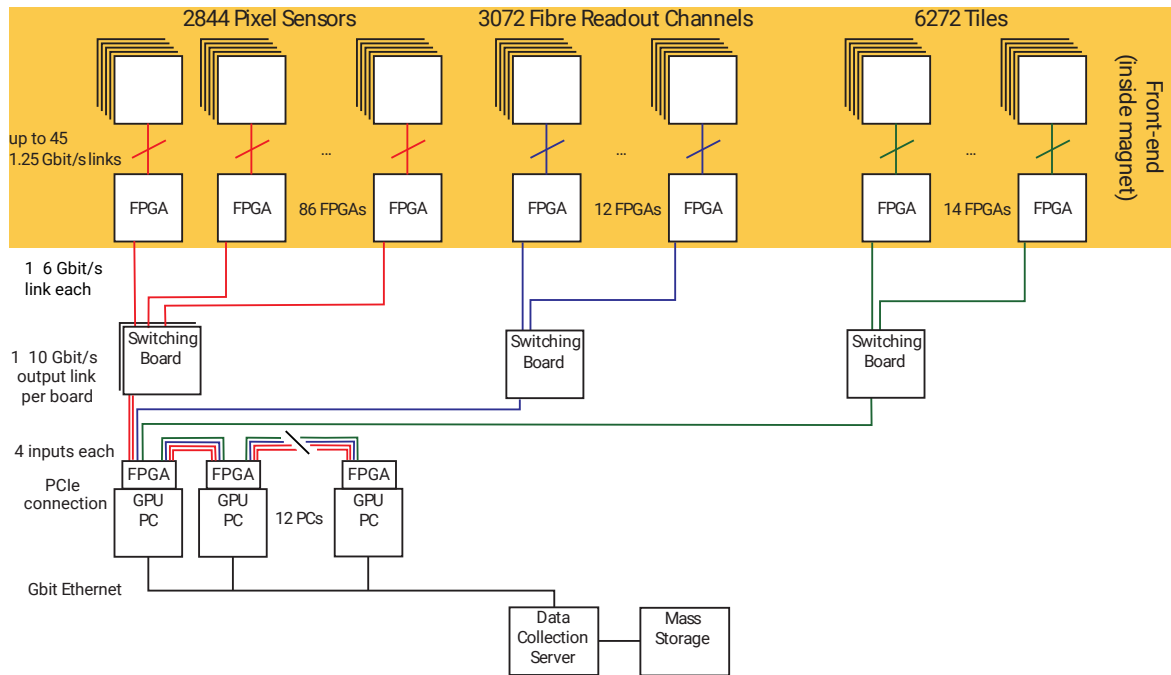 2844 Pixel Sensors
3072 Fibre Readout Channels
6272 Tiles
Front-end
(inside magnet)
up to 45
1.25 Gbit/s links
...
...
...
FPGA
FPGA
86 FPGAs
FPGA
FPGA
12 FPGAs
FPGA
FPGA
14 FPGAs
FPGA
1 6 Gbit/s
link each
Switching
Board
Switching
Board
Switching
Board
1 10 Gbit/s
output link
per board
4 inputs each
FPGA
FPGA
FPGA
PCIe
connection
GPU
PC
GPU
PC
12 PCs
GPU
PC
Gbit Ethernet
Data
Collection
Server
Mass
Storage